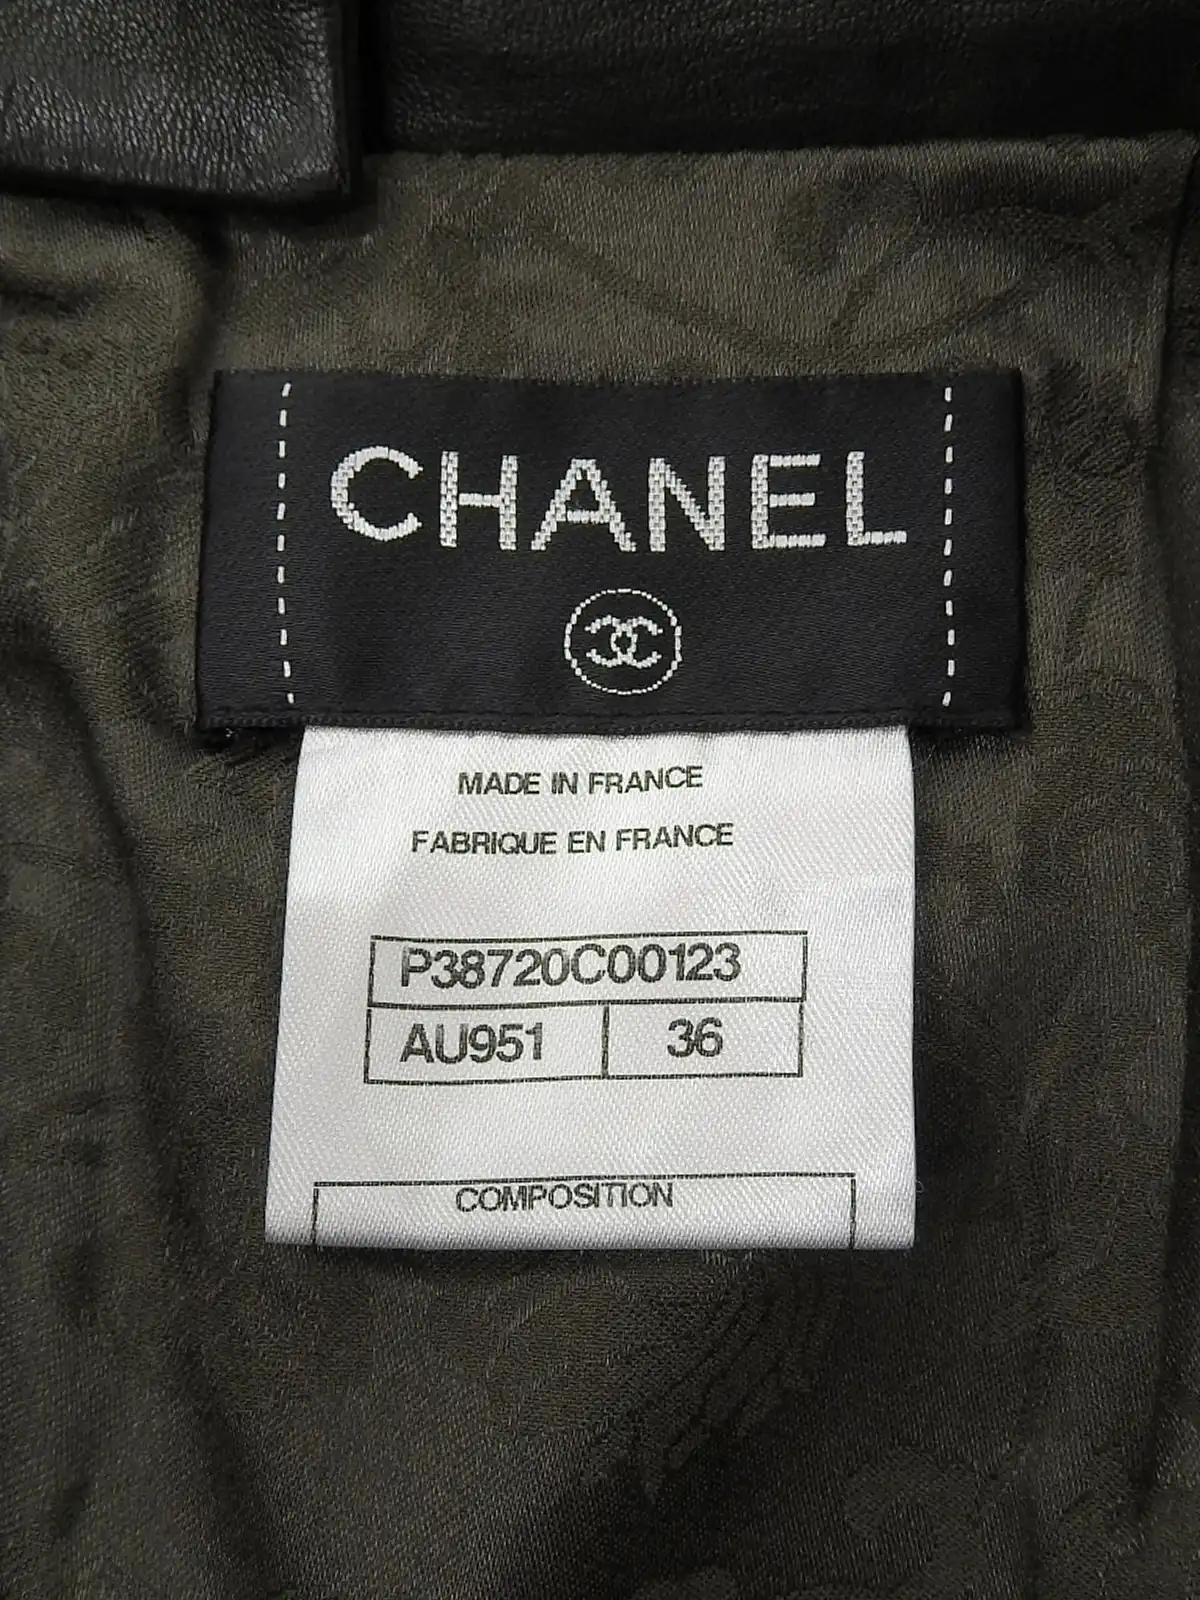 CHANEL
MADE IN FRANCE
FABRIQUE EN FRANCE
P38720C00123
AU951 36
COMPOSITION